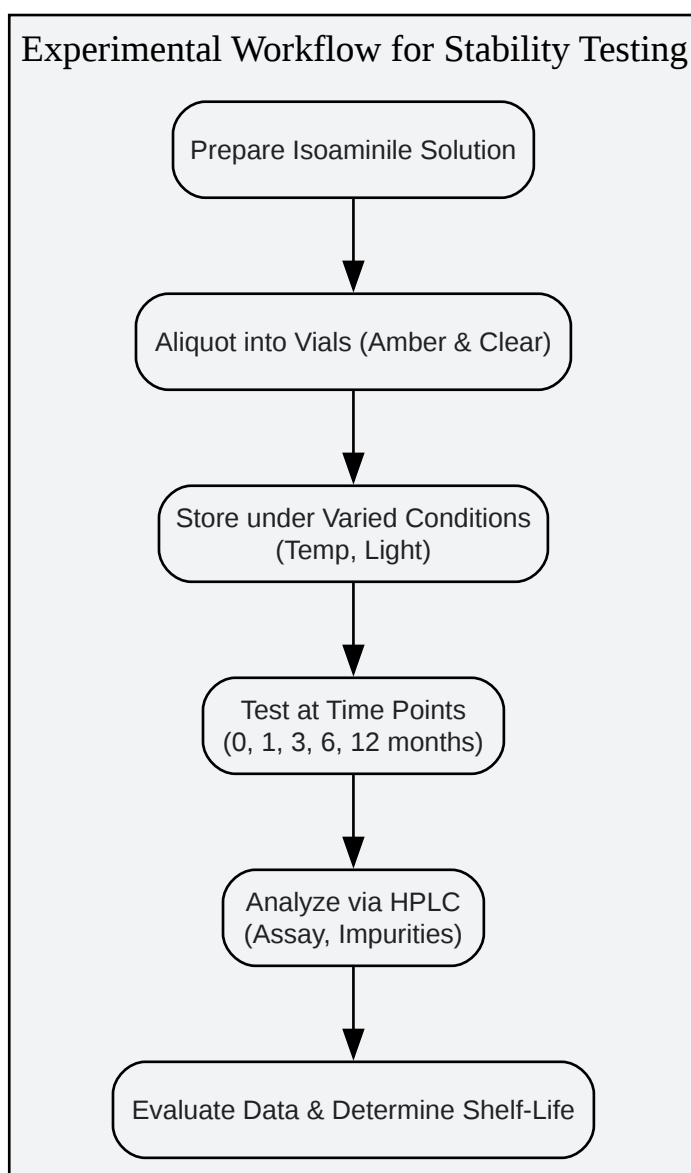 Experimental Workflow for Stability Testing
Prepare Isoaminile Solution
Aliquot into Vials (Amber & Clear)
Store under Varied Conditions
(Temp, Light)
Test at Time Points
(0, 1, 3, 6, 12 months)
Analyze via HPLC
(Assay, Impurities)
Evaluate Data & Determine Shelf-Life